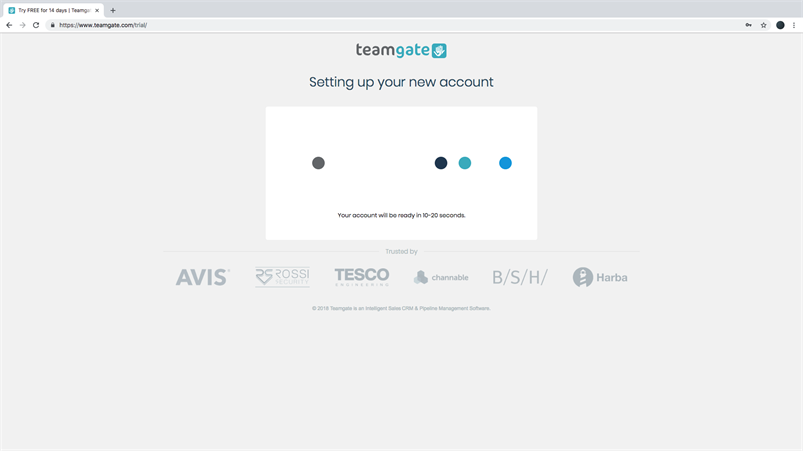 Try FREE for 14 days | Teamga
https://www.teamgate.com/trial/
teamgate
Setting up your new account
Your account will be ready in 10-20 seconds.
Trusted by
AVIS
RS ROSSI SECURITY
TESCO ENGINEERING
channable
B/S/H/
Harba
© 2018 Teamgate is an Intelligent Sales CRM & Pipeline Management Software.